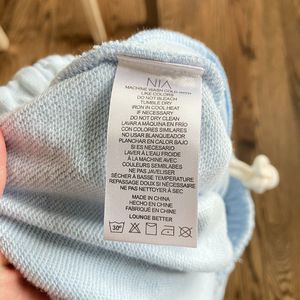 NIA
MACHINE WASH COLD WITH
LIKE COLORS
DO NOT BLEACH
TUMBLE DRY
IRON IN COOL HEAT
IF NECESSARY
DO NOT DRY CLEAN
LAVAR A MÁQUINA EN FRÍO
CON COLORES SIMILARES
NO USAR BLANQUEADOR
PLANCHAR EN CALOR BAJO
SI ES NECESARIO
LAVER À L'EAU FROIDE
À LA MACHINE AVEC
COULEURS SEMBLABLES
NE PAS JAVELLISER
SÉCHER À BASSE TEMPÉRATURE
REPASSAGE DOUX SI NÉCESSAIRE
NE PAS NETTOYER À SEC
MADE IN CHINA
HECHO EN CHINA
FABRIQUÉ EN CHINE
30°
LOUNGE BETTER